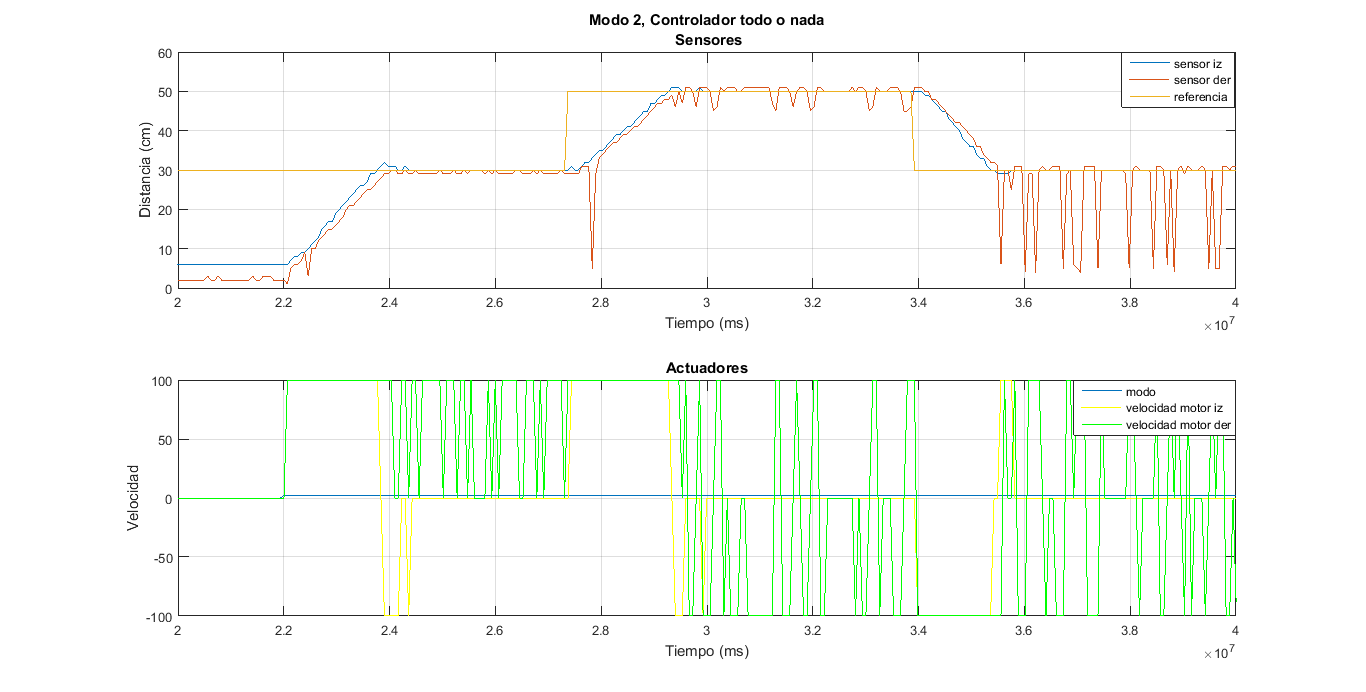 Modo 2, Controlador todo o nada
Sensores
60
50
40
30
20
10
0
Distancia (cm)
sensor iz
sensor der
referencia
2 2.2 2.4 2.6 2.8 3 3.2 3.4 3.6 3.8 4
Tiempo (ms)
×10^7
Actuadores
100
50
0
-50
-100
Velocidad
modo
velocidad motor iz
velocidad motor der
2 2.2 2.4 2.6 2.8 3 3.2 3.4 3.6 3.8 4
Tiempo (ms)
×10^7